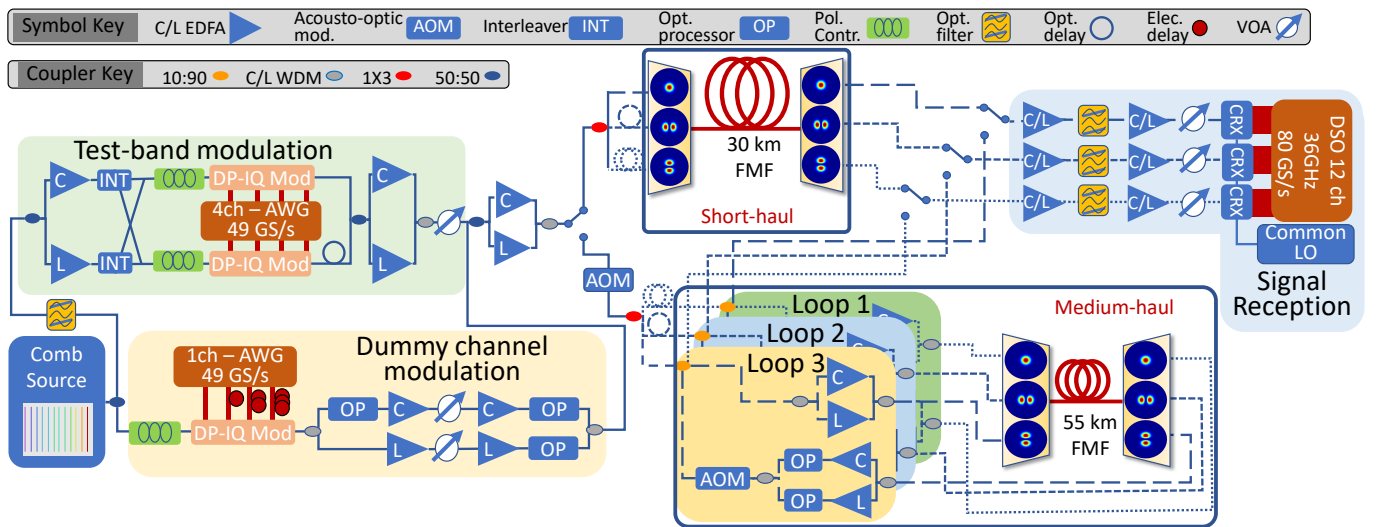 Symbol Key
C/L EDFA
Acousto-optic
mod.
AOM
Interleaver
INT
Opt.
processor
OP
Pol.
Contr.
Opt.
filter
Opt.
delay
Elec.
delay
VOA
Coupler Key
10:90
C/L WDM
1X3
50:50
Test-band modulation
C
INT
DP-IQ Mod
4ch – AWG
49 GS/s
L
INT
DP-IQ Mod
C
L
C
L
AOM
30 km
FMF
Short-haul
C/L
C/L
CRX
C/L
C/L
CRX
C/L
C/L
CRX
DSO 12 ch
36GHz
80 GS/s
Common
LO
Signal
Reception
Comb
Source
1ch – AWG
49 GS/s
DP-IQ Mod
Dummy channel
modulation
OP
C
C
OP
L
L
OP
Loop 1
C
Loop 2
C
Loop 3
C
L
AOM
OP
C
OP
L
Medium-haul
55 km
FMF